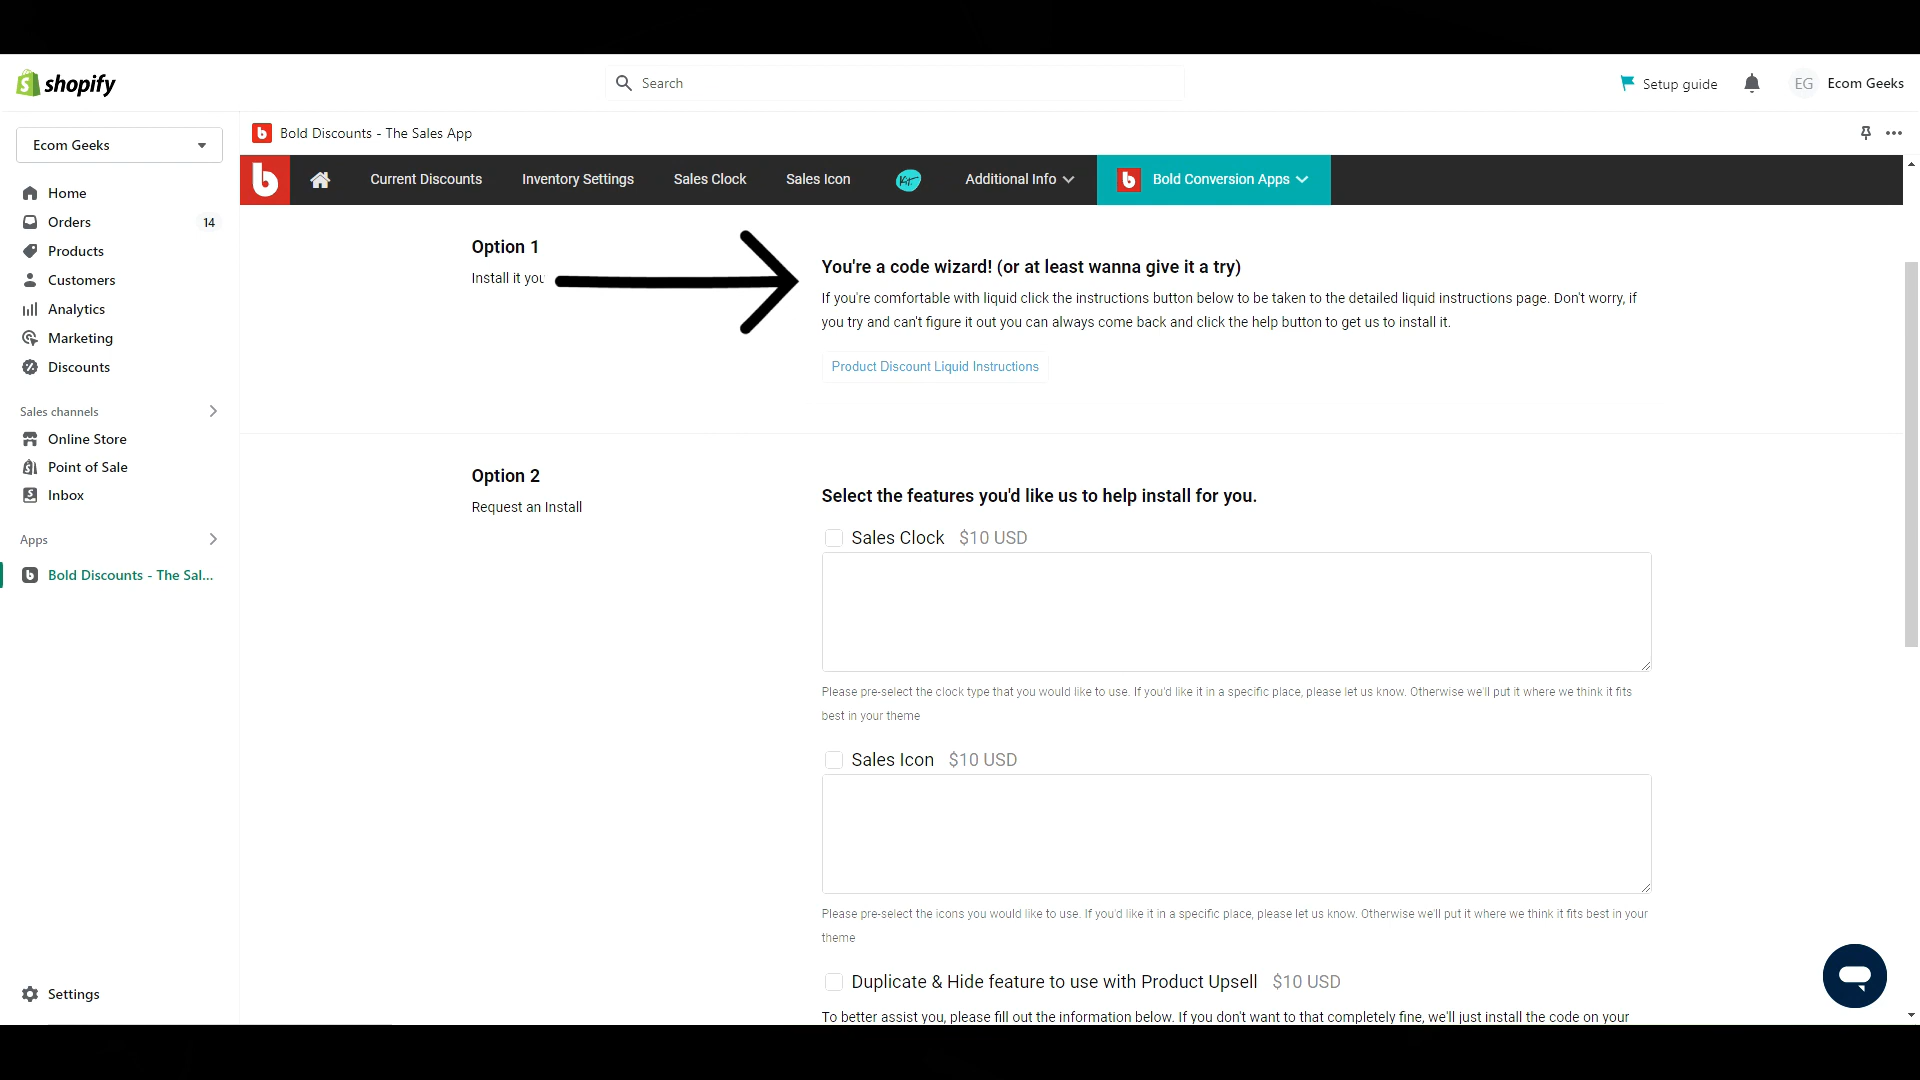 shopify
Search
Setup guide
EG
Ecom Geeks
Ecom Geeks
Bold Discounts - The Sales App
Current Discounts
Inventory Settings
Sales Clock
Sales Icon
Kit
Additional Info
b
Bold Conversion Apps
Home
Orders
14
Products
Customers
Analytics
Marketing
Discounts
Sales channels
Online Store
Point of Sale
Inbox
Apps
Bold Discounts - The Sal...
Settings
Option 1
Install it you
You're a code wizard! (or at least wanna give it a try)
If you're comfortable with liquid click the instructions button below to be taken to the detailed liquid instructions page. Don't worry, if
you try and can't figure it out you can always come back and click the help button to get us to install it.
Product Discount Liquid Instructions
Option 2
Request an Install
Select the features you'd like us to help install for you.
Sales Clock $10 USD
Please pre-select the clock type that you would like to use. If you'd like it in a specific place, please let us know. Otherwise we'll put it where we think it fits
best in your theme
Sales Icon $10 USD
Please pre-select the icons you would like to use. If you'd like it in a specific place, please let us know. Otherwise we'll put it where we think it fits best in your
theme
Duplicate & Hide feature to use with Product Upsell $10 USD
To better assist you, please fill out the information below. If you don't want to that completely fine, we'll just install the code on your